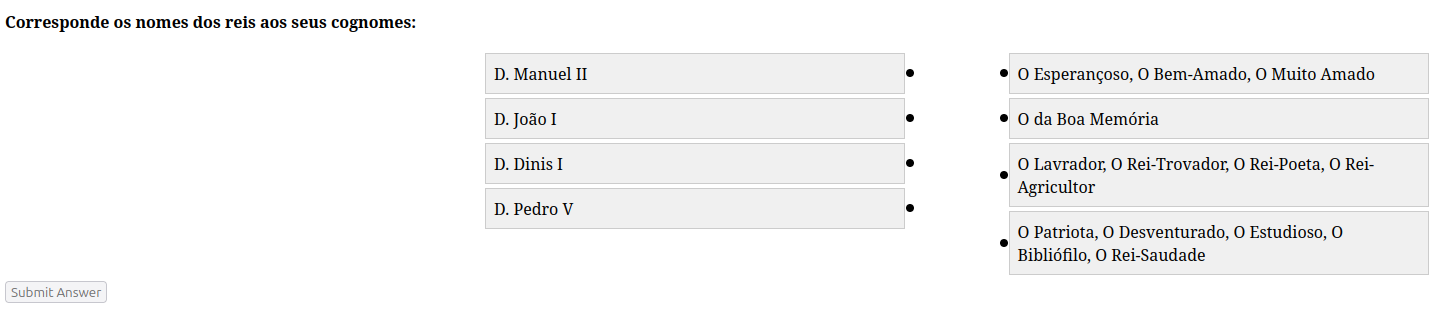 Corresponde os nomes dos reis aos seus cognomes:
D. Manuel II
D. João I
D. Dinis I
D. Pedro V
O Esperançoso, O Bem-Amado, O Muito Amado
O da Boa Memória
O Lavrador, O Rei-Trovador, O Rei-Poeta, O Rei-
Agricultor
O Patriota, O Desventurado, O Estudioso, O
Bibliófilo, O Rei-Saudade
Submit Answer